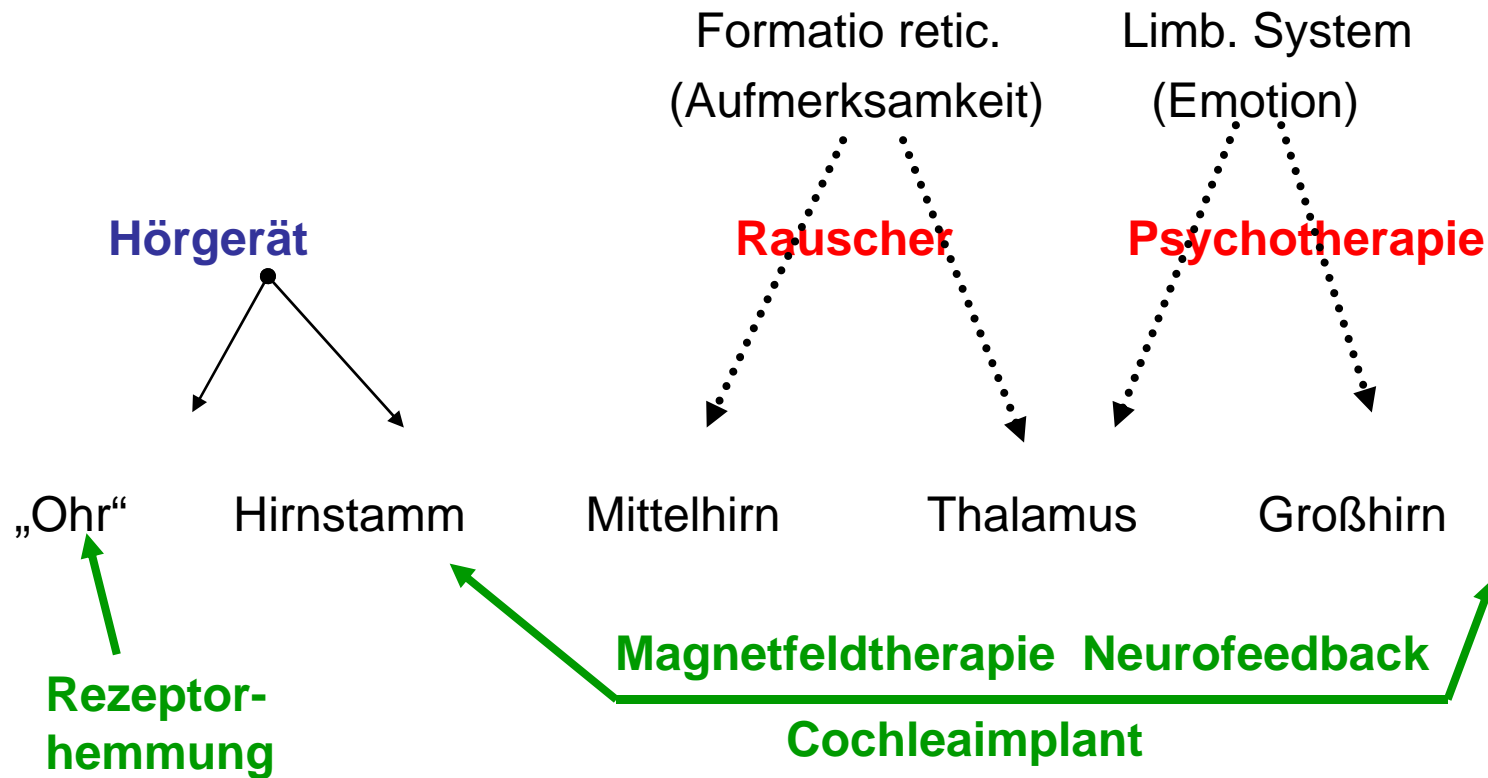 Formatio retic. Limb. System
(Aufmerksamkeit) (Emotion)
Hörgerät Rauscher Psychotherapie
„Ohr“ Hirnstamm Mittelhirn Thalamus Großhirn
Magnetfeldtherapie Neurofeedback
Rezeptor-
Cochleaimplant
hemmung